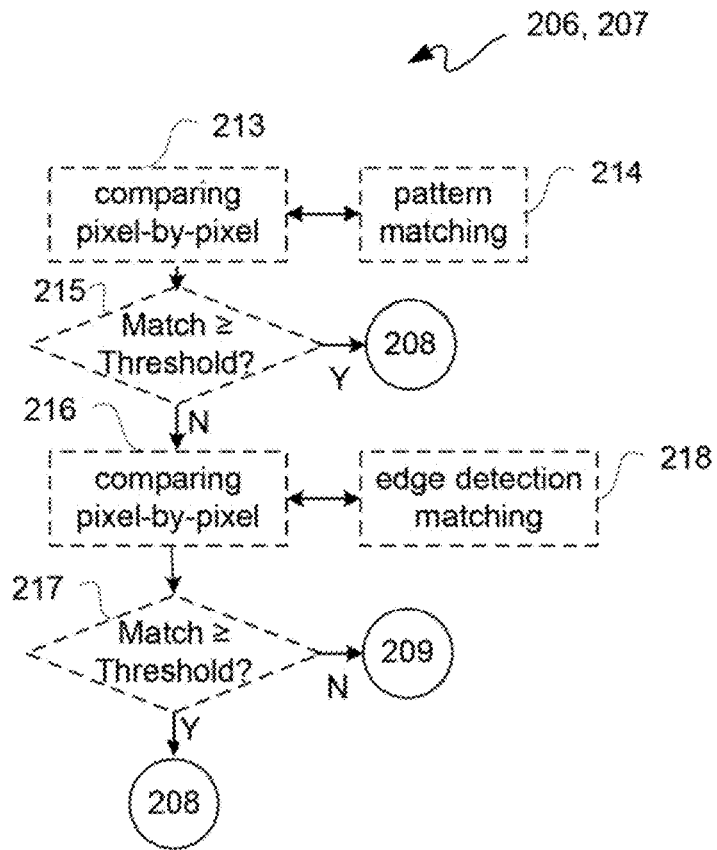 206, 207
213
comparing
pixel-by-pixel
pattern
matching
214
215
Match ≥
Threshold?
208
Y
N
216
comparing
pixel-by-pixel
edge detection
matching
218
217
Match ≥
Threshold?
209
N
Y
208